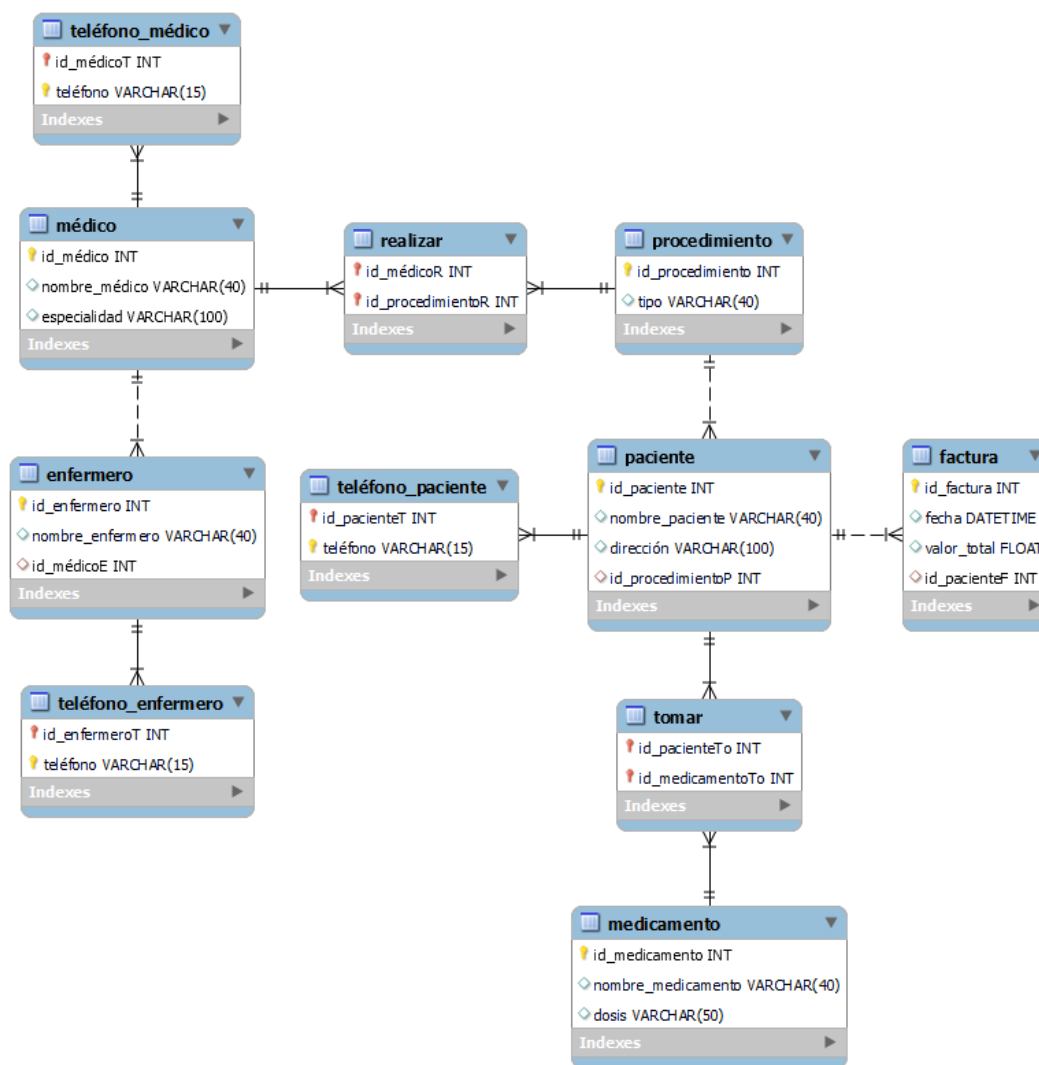 teléfono_médico
id_médicoT INT
teléfono VARCHAR(15)
Indexes
médico
id_médico INT
nombre_médico VARCHAR(40)
especialidad VARCHAR(100)
Indexes
realizar
id_médicoR INT
id_procedimientoR INT
Indexes
procedimiento
id_procedimiento INT
tipo VARCHAR(40)
Indexes
enfermero
id_enfermero INT
nombre_enfermero VARCHAR(40)
id_médicoE INT
Indexes
teléfono_paciente
id_pacienteT INT
teléfono VARCHAR(15)
Indexes
paciente
id_paciente INT
nombre_paciente VARCHAR(40)
dirección VARCHAR(100)
id_procedimientoP INT
Indexes
factura
id_factura INT
fecha DATETIME
valor_total FLOAT
id_pacienteF INT
Indexes
teléfono_enfermero
id_enfermeroT INT
teléfono VARCHAR(15)
Indexes
tomar
id_pacienteTo INT
id_medicamentoTo INT
Indexes
medicamento
id_medicamento INT
nombre_medicamento VARCHAR(40)
dosis VARCHAR(50)
Indexes